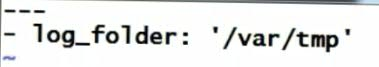 ---
- log_folder: '/var/tmp'
~